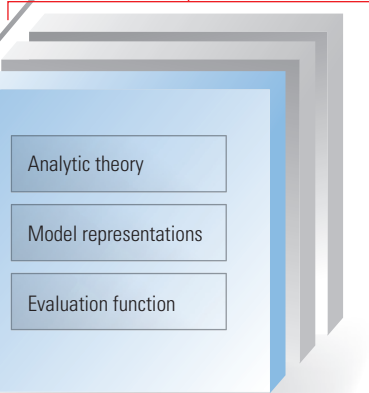 Analytic theory
Model representations
Evaluation function